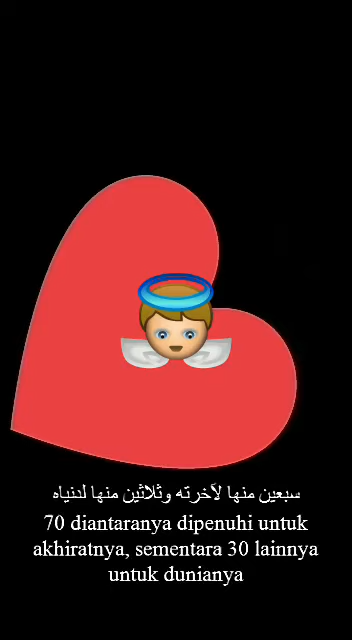 سبعين منها لآخرته وثلاثين منها لدنياه
70 diantaranya dipenuhi untuk
akhiratnya, sementara 30 lainnya
untuk dunianya